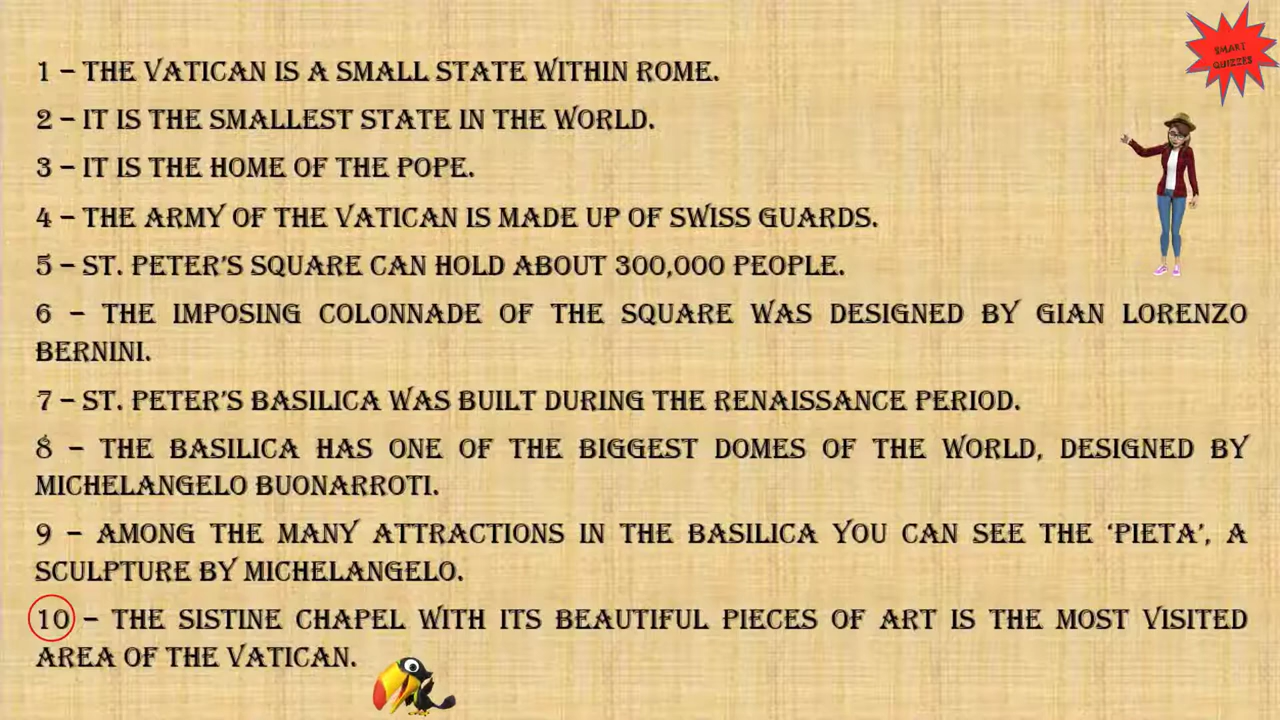 SMART
QUIZZES
1 – THE VATICAN IS A SMALL STATE WITHIN ROME.
2 – IT IS THE SMALLEST STATE IN THE WORLD.
3 – IT IS THE HOME OF THE POPE.
4 – THE ARMY OF THE VATICAN IS MADE UP OF SWISS GUARDS.
5 – ST. PETER'S SQUARE CAN HOLD ABOUT 300,000 PEOPLE.
6 – THE IMPOSING COLONNADE OF THE SQUARE WAS DESIGNED BY GIAN LORENZO
BERNINI.
7 – ST. PETER'S BASILICA WAS BUILT DURING THE RENAISSANCE PERIOD.
8 – THE BASILICA HAS ONE OF THE BIGGEST DOMES OF THE WORLD, DESIGNED BY
MICHELANGELO BUONARROTI.
9 – AMONG THE MANY ATTRACTIONS IN THE BASILICA YOU CAN SEE THE ‘PIETA’, A
SCULPTURE BY MICHELANGELO.
10 – THE SISTINE CHAPEL WITH ITS BEAUTIFUL PIECES OF ART IS THE MOST VISITED
AREA OF THE VATICAN.